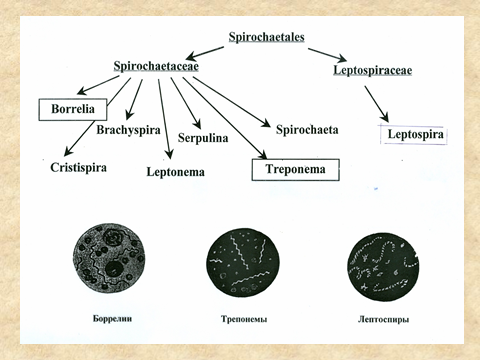 Spirochaetales
Spirochaetaceae
Leptospiraceae
Borrelia
Brachyspira
Serpulina
Spirochaeta
Leptospira
Cristispira
Leptonema
Treponema
Боррелии
Трепонемы
Лептоспиры